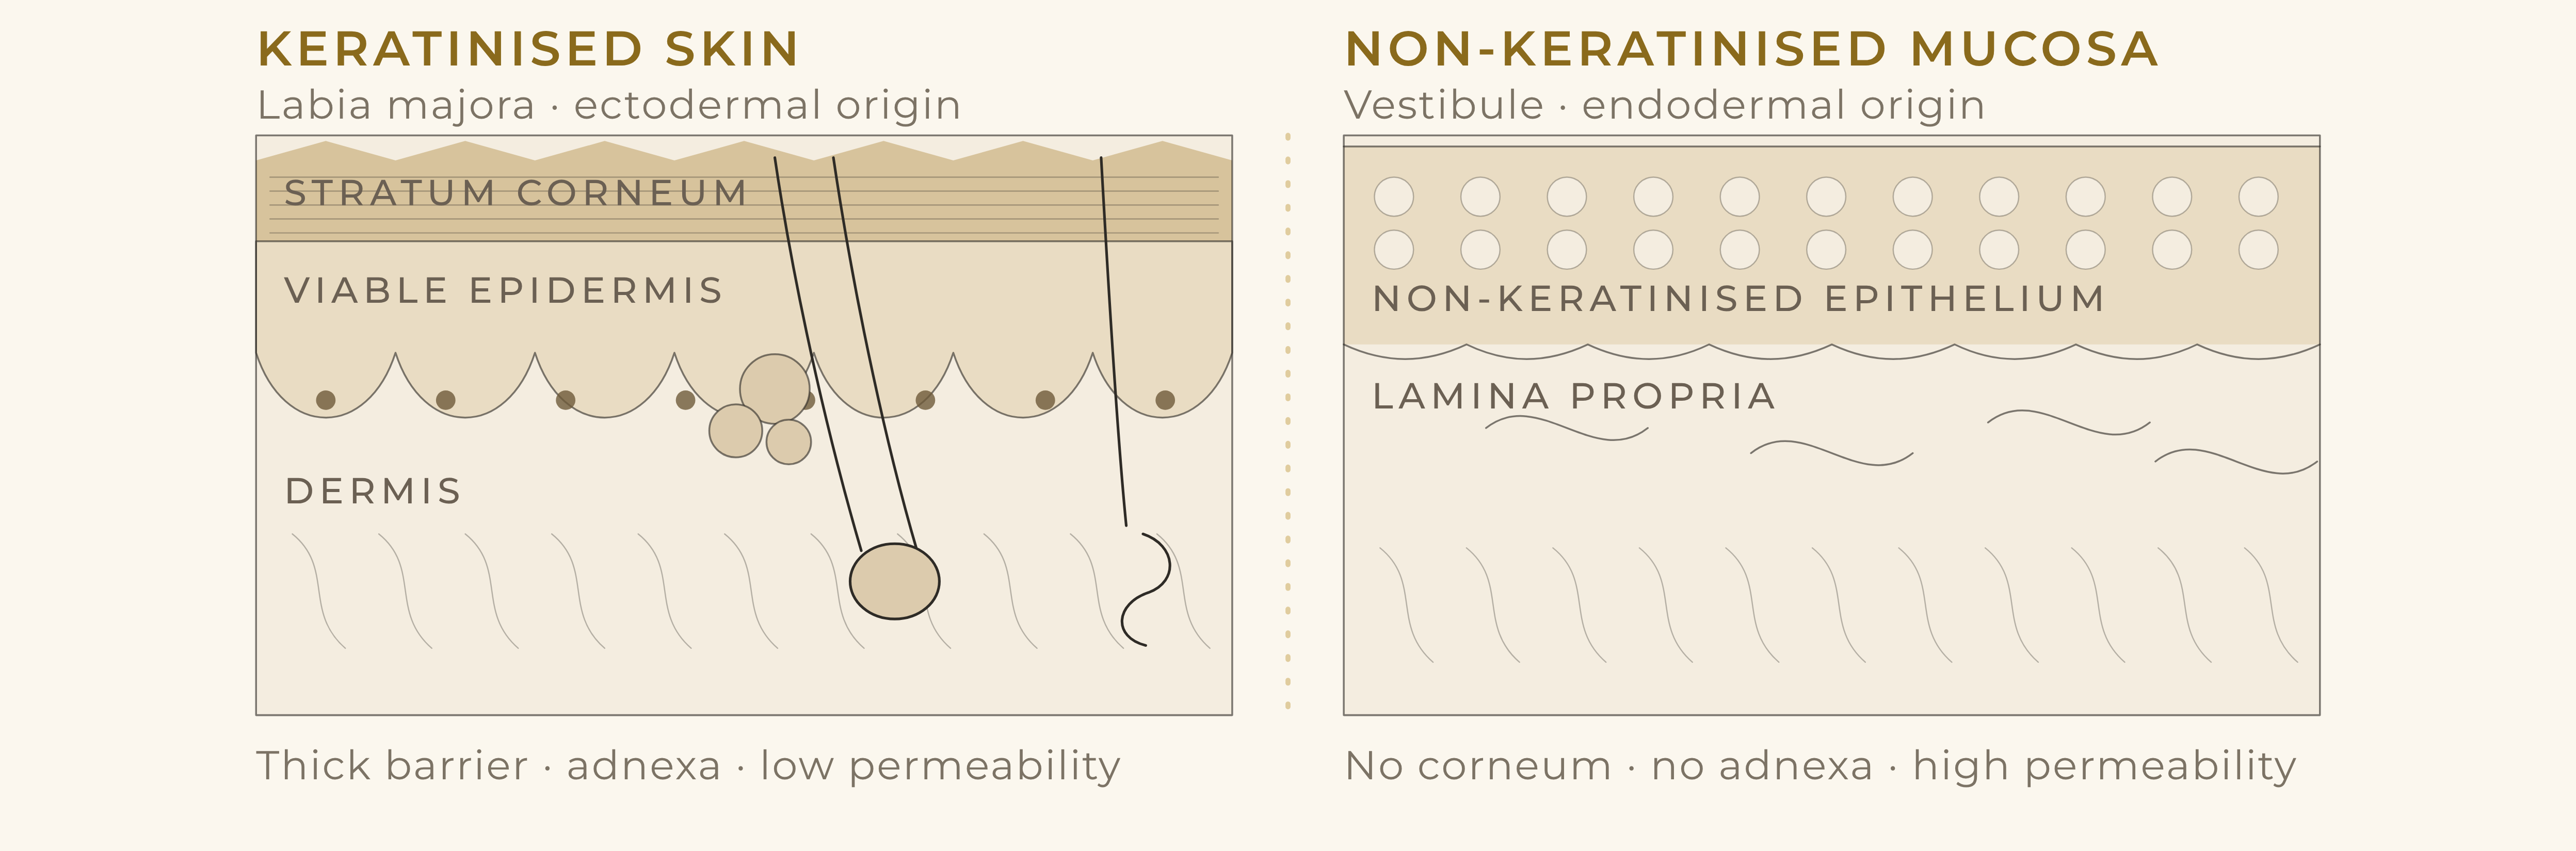 KERATINISED SKIN
Labia majora · ectodermal origin
STRATUM CORNEUM
VIABLE EPIDERMIS
DERMIS
Thick barrier · adnexa · low permeability
NON-KERATINISED MUCOSA
Vestibule · endodermal origin
NON-KERATINISED EPITHELIUM
LAMINA PROPRIA
No corneum · no adnexa · high permeability